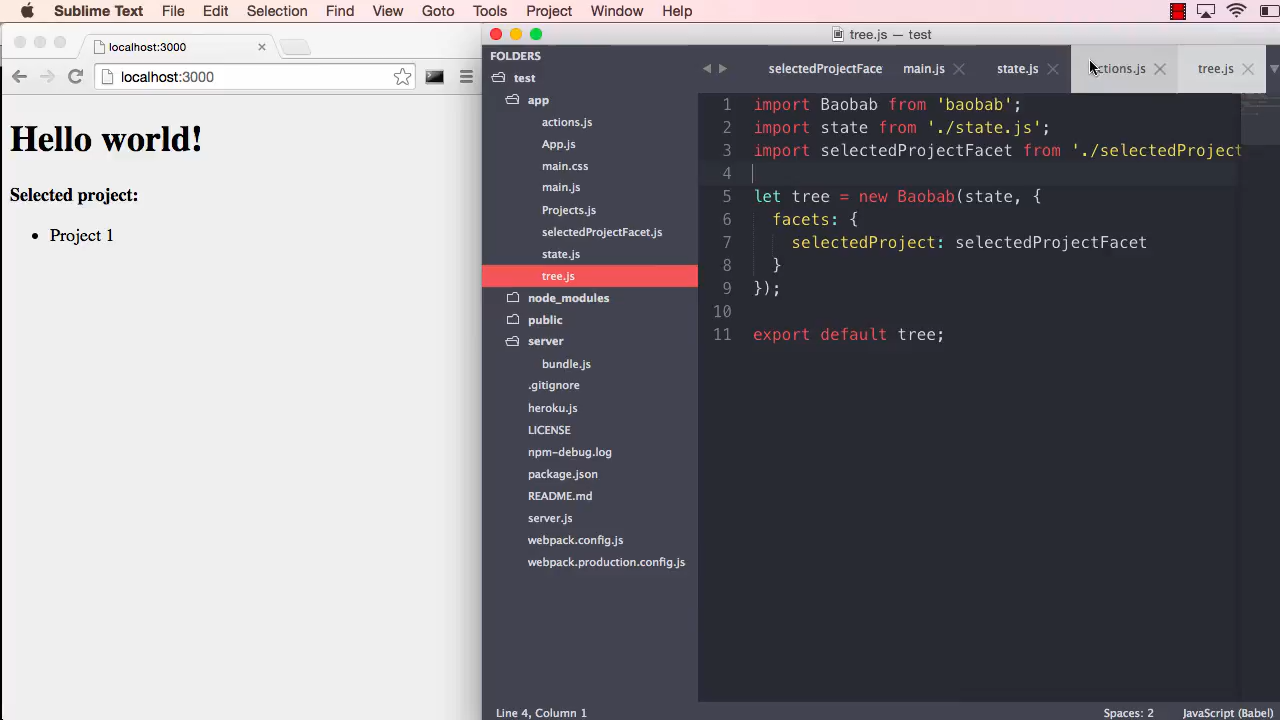 Sublime Text File Edit Selection Find View Goto Tools Project Window Help
localhost:3000
localhost:3000
Hello world!
Selected project:
Project 1
tree.js — test
FOLDERS
test
app
actions.js
App.js
main.css
main.js
Projects.js
selectedProjectFacet.js
state.js
tree.js
node_modules
public
server
bundle.js
.gitignore
heroku.js
LICENSE
npm-debug.log
package.json
README.md
server.js
webpack.config.js
webpack.production.config.js
selectedProjectFace main.js state.js ctions.js tree.js
1 import Baobab from 'baobab';
2 import state from './state.js';
3 import selectedProjectFacet from './selectedProject
4
5 let tree = new Baobab(state, {
6 facets: {
7 selectedProject: selectedProjectFacet
8 }
9 });
10
11 export default tree;
Line 4, Column 1 Spaces: 2 JavaScript (Babel)